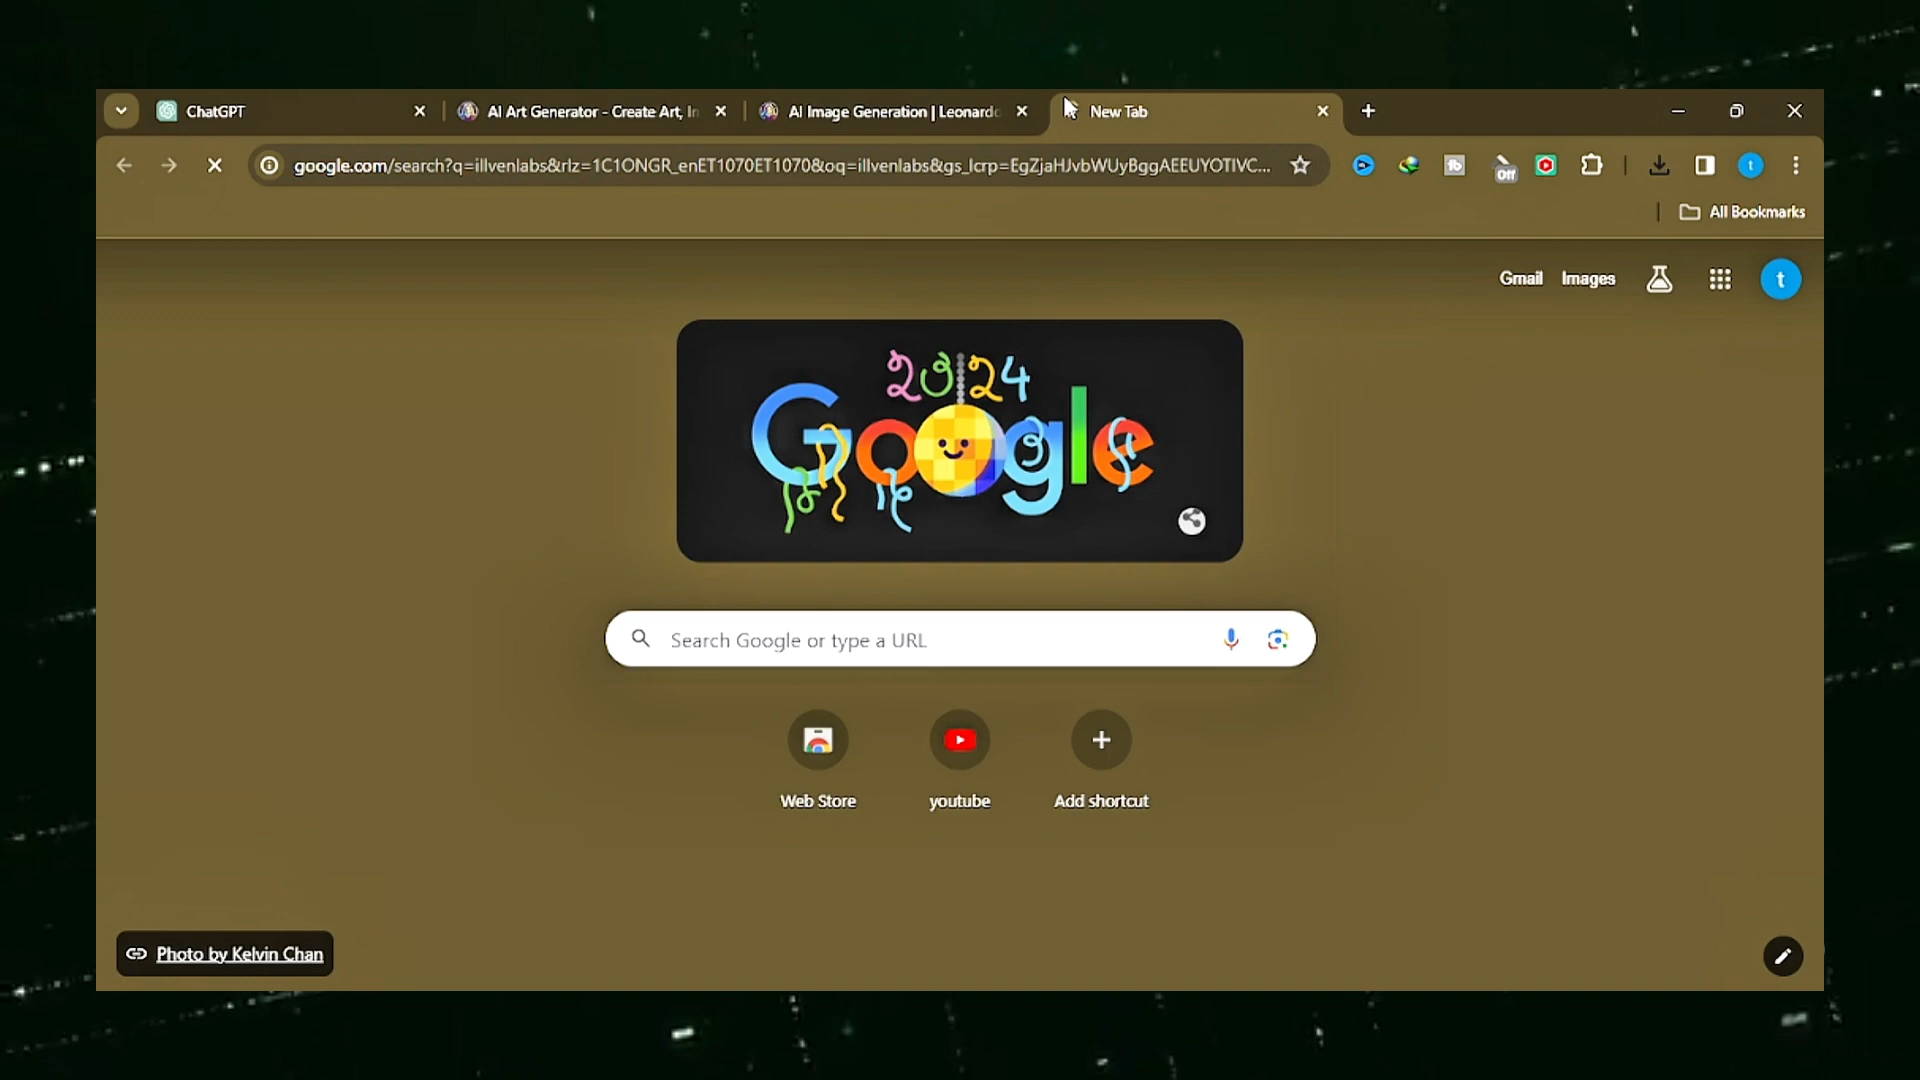 ChatGPT
AI Art Generator - Create Art, In
AI Image Generation | Leonardo
New Tab
google.com/search?q=illvenlabs&rlz=1C1ONGR_enET1070ET1070&oq=illvenlabs&gs_lcrp=EgZjaHJvbWUyBggAEEUYOTIVC...
Off
t
All Bookmarks
Gmail
Images
t
2024
Google
Search Google or type a URL
Web Store
youtube
Add shortcut
Photo by Kelvin Chan